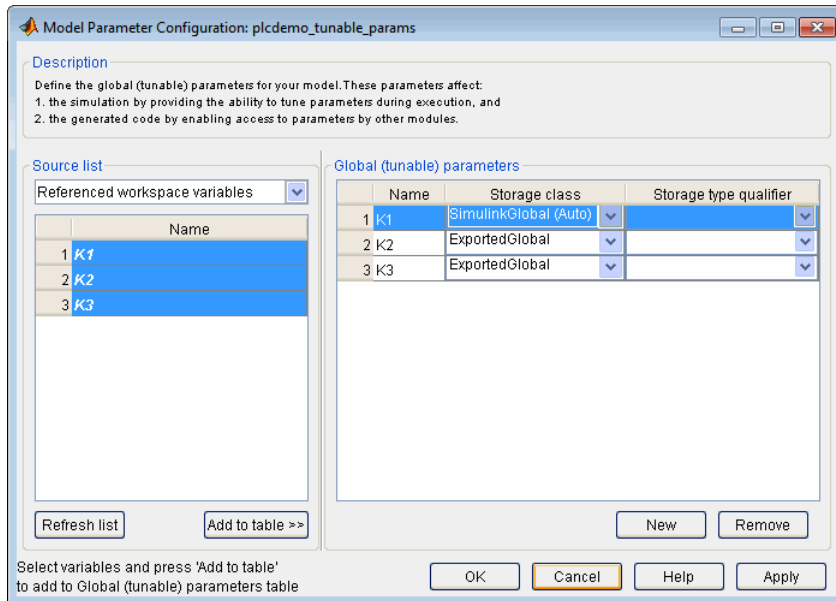 Model Parameter Configuration: plcdemo_tunable_params
Description
Define the global (tunable) parameters for your model.These parameters affect:
1. the simulation by providing the ability to tune parameters during execution, and
2. the generated code by enabling access to parameters by other modules.
Source list
Referenced workspace variables
Name
1 K1
2 K2
3 K3
Refresh list
Add to table >>
Global (tunable) parameters
Name Storage class Storage type qualifier
1 K1 SimulinkGlobal (Auto)
2 K2 ExportedGlobal
3 K3 ExportedGlobal
New
Remove
Select variables and press 'Add to table'
to add to Global (tunable) parameters table
OK
Cancel
Help
Apply